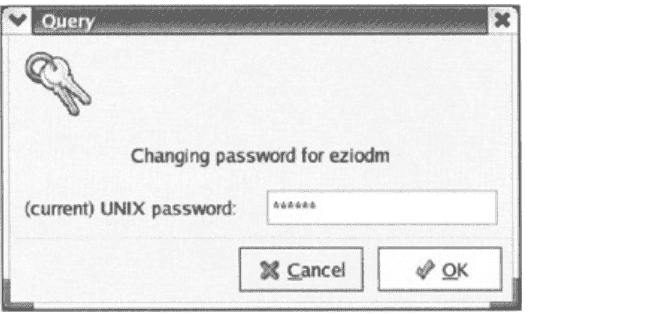 Query
Changing password for eziodm
(current) UNIX password: ******
Cancel OK